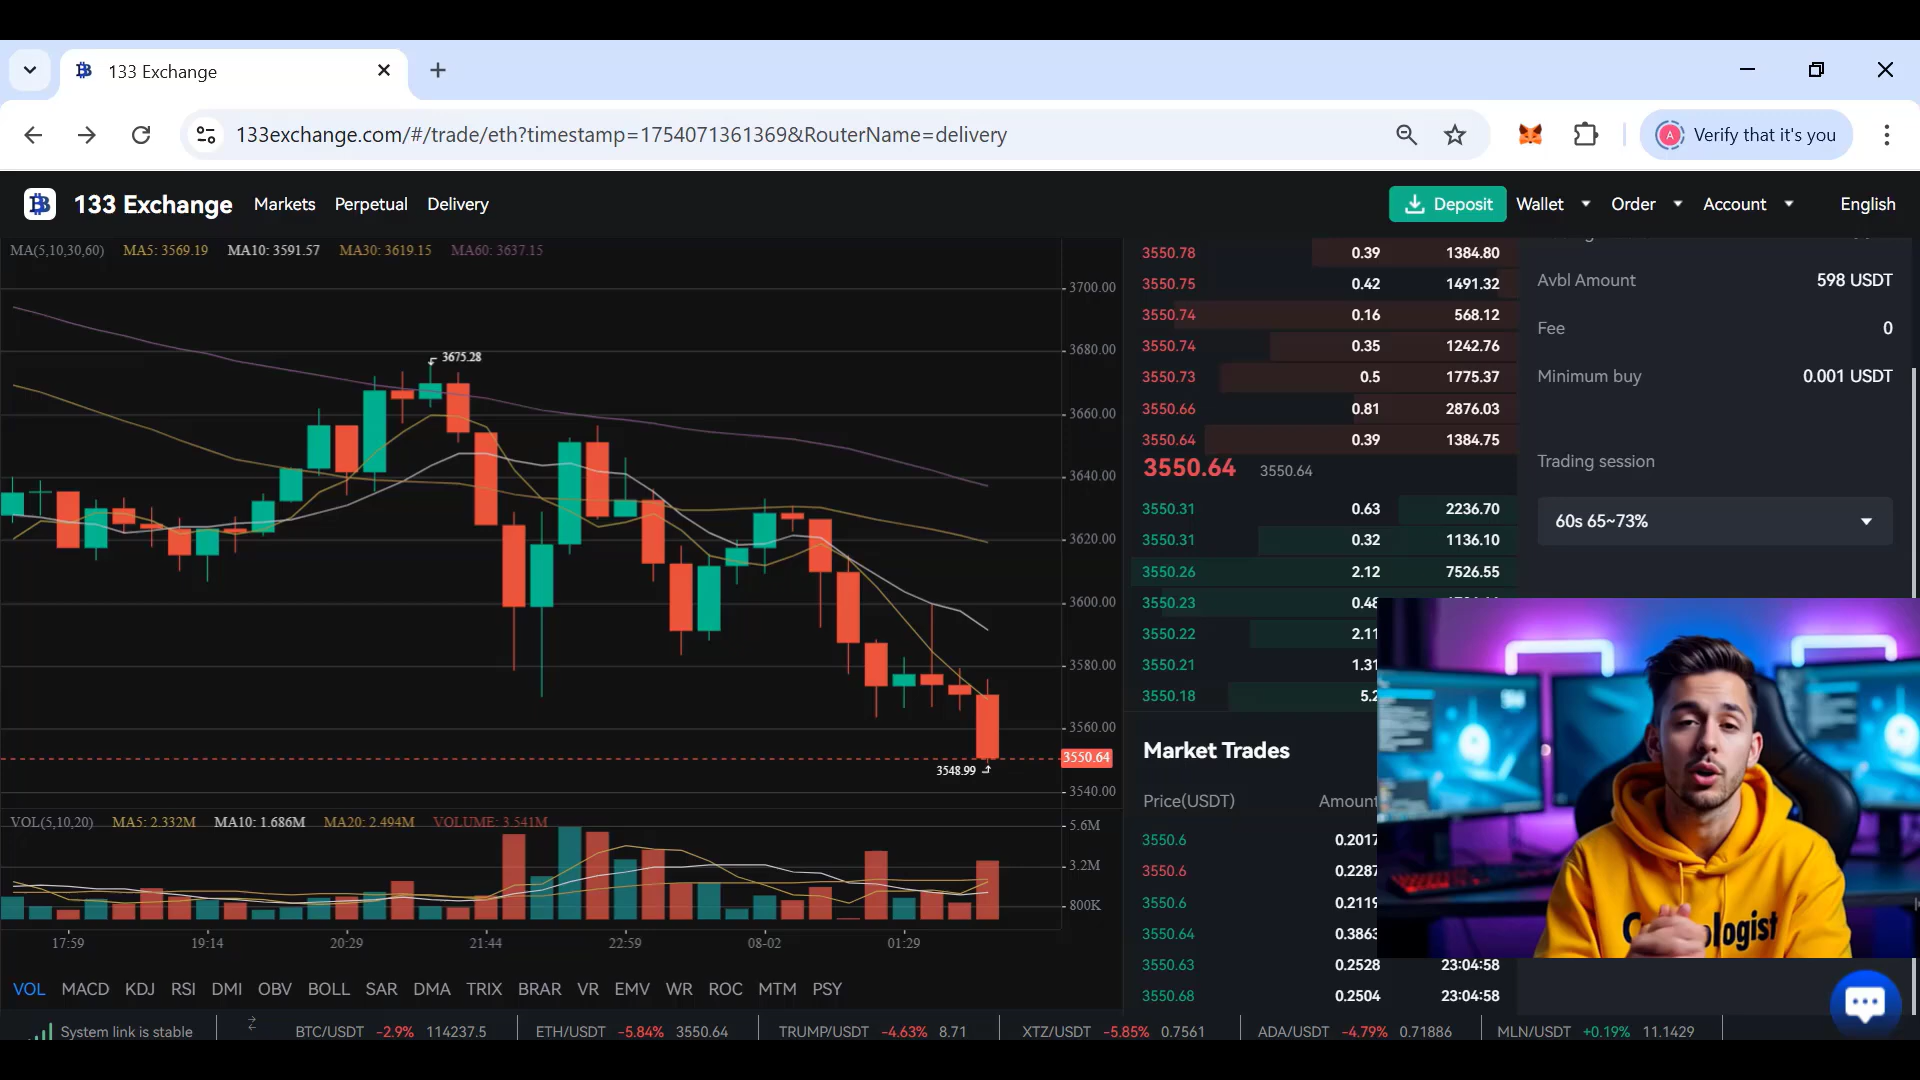 133 Exchange
133exchange.com/#/trade/eth?timestamp=1754071361369&RouterName=delivery
A Verify that it's you
133 Exchange Markets Perpetual Delivery
Deposit Wallet Order Account English
MA(5,10,30,60) MA5: 3569.19 MA10: 3591.57 MA30: 3619.15 MA60: 3637.15
3700.00
3680.00
3675.28
3660.00
3640.00
3620.00
3600.00
3580.00
3560.00
3550.64
3548.99
3540.00
VOL(5,10,20) MA5: 2.332M MA10: 1.686M MA20: 2.494M VOLUME: 3.541M
5.6M
3.2M
800K
17:59 19:14 20:29 21:44 22:59 08-02 01:29
VOL MACD KDJ RSI DMI OBV BOLL SAR DMA TRIX BRAR VR EMV WR ROC MTM PSY
3550.78 0.39 1384.80
3550.75 0.42 1491.32
3550.74 0.16 568.12
3550.74 0.35 1242.76
3550.73 0.5 1775.37
3550.66 0.81 2876.03
3550.64 0.39 1384.75
3550.64 3550.64
3550.31 0.63 2236.70
3550.31 0.32 1136.10
3550.26 2.12 7526.55
3550.23 0.48
3550.22 2.11
3550.21 1.31
3550.18 5.2
Market Trades
Price(USDT) Amount
3550.6 0.2017
3550.6 0.2287
3550.6 0.2119
3550.64 0.3863
3550.63 0.2528 23:04:58
3550.68 0.2504 23:04:58
Avbl Amount 598 USDT
Fee 0
Minimum buy 0.001 USDT
Trading session
60s 65~73%
System link is stable BTC/USDT -2.9% 114237.5 ETH/USDT -5.84% 3550.64 TRUMP/USDT -4.63% 8.71 XTZ/USDT -5.85% 0.7561 ADA/USDT -4.79% 0.71886 MLN/USDT +0.19% 11.1429